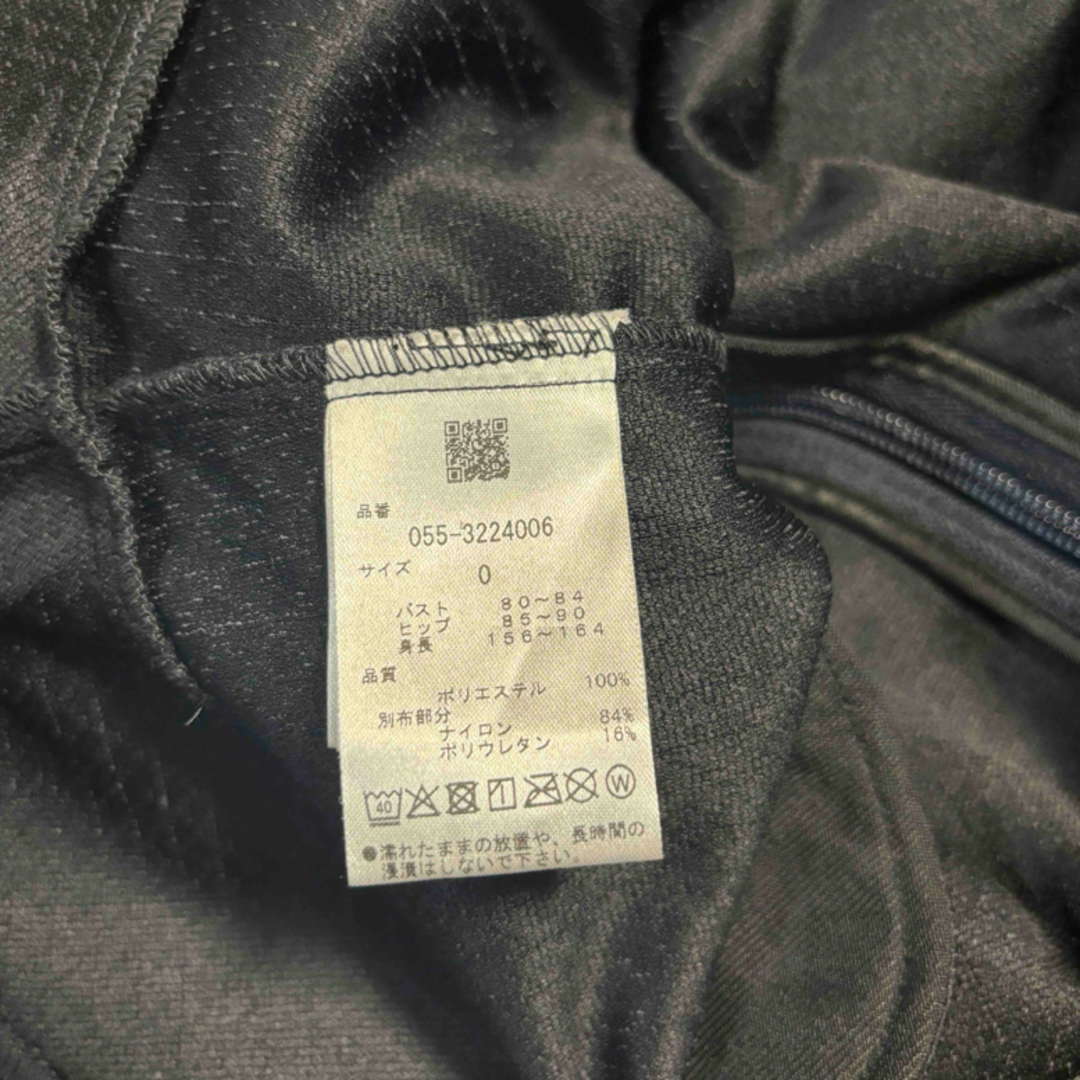 品番
055-3224006
サイズ 0
バスト 80～84
ヒップ 85～90
身長 156～164
品質
ポリエステル 100%
別布部分
ナイロン 84%
ポリウレタン 16%
40
W
●濡れたままの放置や、長時間の
浸漬はしないで下さい。